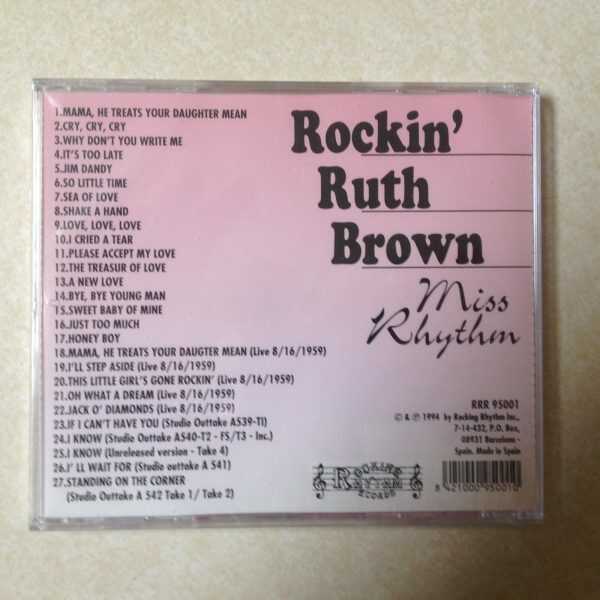 1.MAMA, HE TREATS YOUR DAUGHTER MEAN
2.CRY, CRY, CRY
3.WHY DON'T YOU WRITE ME
4.IT'S TOO LATE
5.JIM DANDY
6.SO LITTLE TIME
7.SEA OF LOVE
8.SHAKE A HAND
9.LOVE, LOVE, LOVE
10.I CRIED A TEAR
11.PLEASE ACCEPT MY LOVE
12.THE TREASUR OF LOVE
13.A NEW LOVE
14.BYE, BYE YOUNG MAN
15.SWEET BABY OF MINE
16.JUST TOO MUCH
17.HONEY BOY
18.MAMA, HE TREATS YOUR DAUGTER MEAN (Live 8/16/1959)
19.I'LL STEP ASIDE (Live 8/16/1959)
20.THIS LITTLE GIRL'S GONE ROCKIN' (Live 8/16/1959)
21.OH WHAT A DREAM (Live 8/16/1959)
22.JACK O' DIAMONDS (Live 8/16/1959)
23.IF I CAN'T HAVE YOU (Studio Outtake A539-TI)
24.I KNOW (Studio Outtake A540-T2 - FS/T3 - Inc.)
25.I KNOW (Unreleased version - Take 4)
26.I' LL WAIT FOR (Studio outtake A 541)
27.STANDING ON THE CORNER
(Studio Outtake A 542 Take 1/ Take 2)
Rockin'
Ruth
Brown
Miss
Rhythm
RRR 95001
© & ℗ 1994 by Rocking Rhythm Inc.,
7-14-432, P.O. Box,
08931 Barcelona -
Spain. Made in Spain
ROCKING
RHYTHM
RECORDS
8 421000 950010